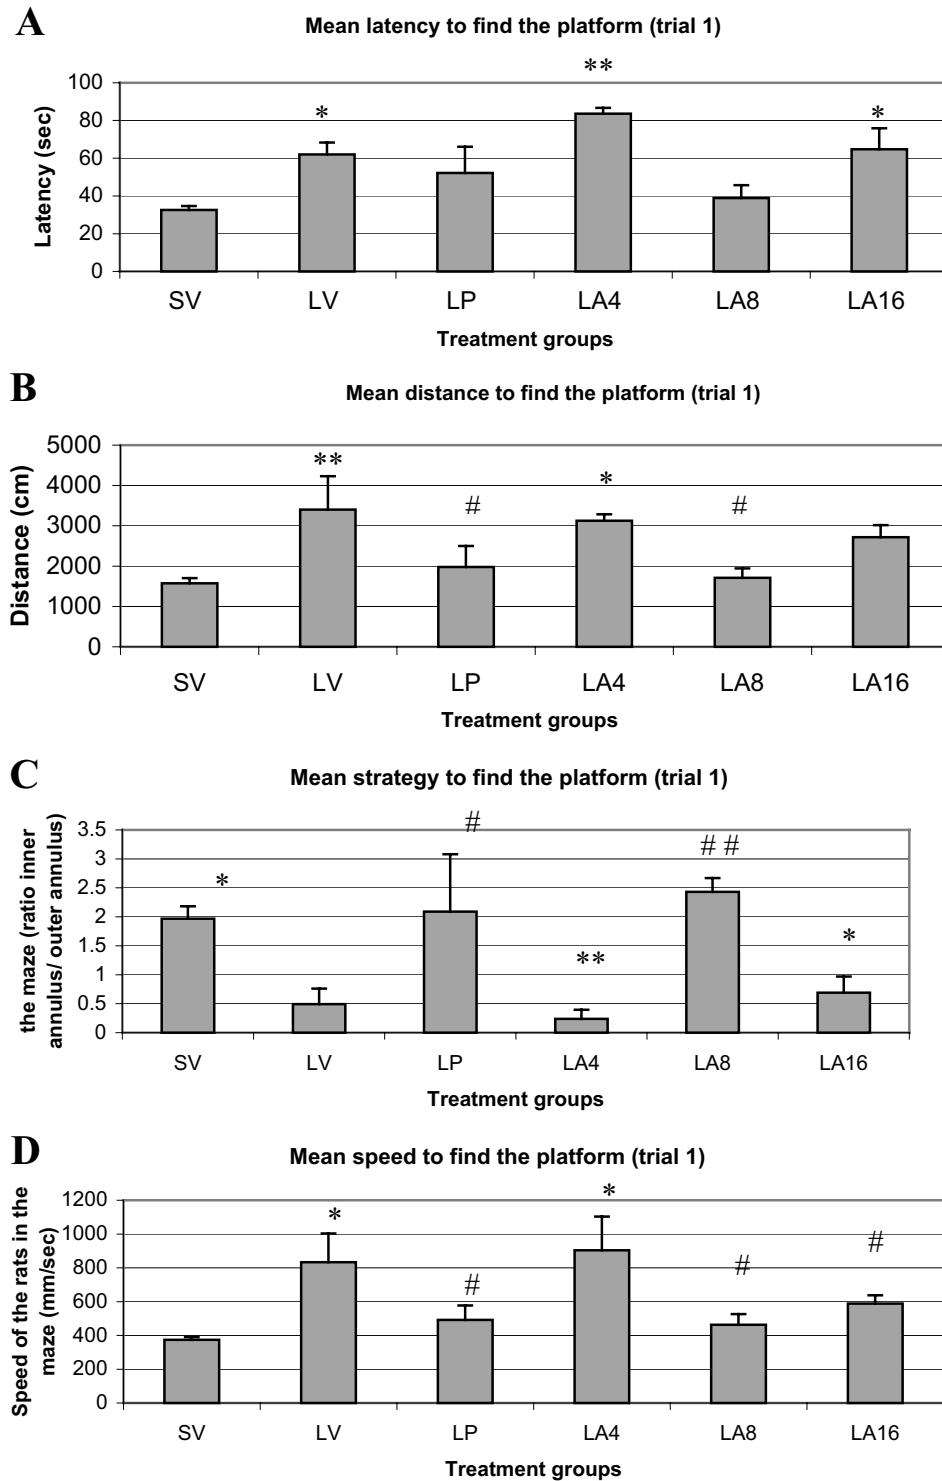 A
Mean latency to find the platform (trial 1)
**
100
80
60
40
20
0
Latency (sec)
*
*
SV LV LP LA4 LA8 LA16
Treatment groups
B
Mean distance to find the platform (trial 1)
5000
4000
3000
2000
1000
0
Distance (cm)
**
*
#
#
SV LV LP LA4 LA8 LA16
Treatment groups
C
Mean strategy to find the platform (trial 1)
3.5
3
2.5
2
1.5
1
0.5
0
the maze (ratio inner
annulus/ outer annulus)
#
# #
*
*
**
SV LV LP LA4 LA8 LA16
Treatment groups
D
Mean speed to find the platform (trial 1)
1200
1000
800
600
400
200
0
Speed of the rats in the
maze (mm/sec)
*
*
#
#
#
SV LV LP LA4 LA8 LA16
Treatment groups